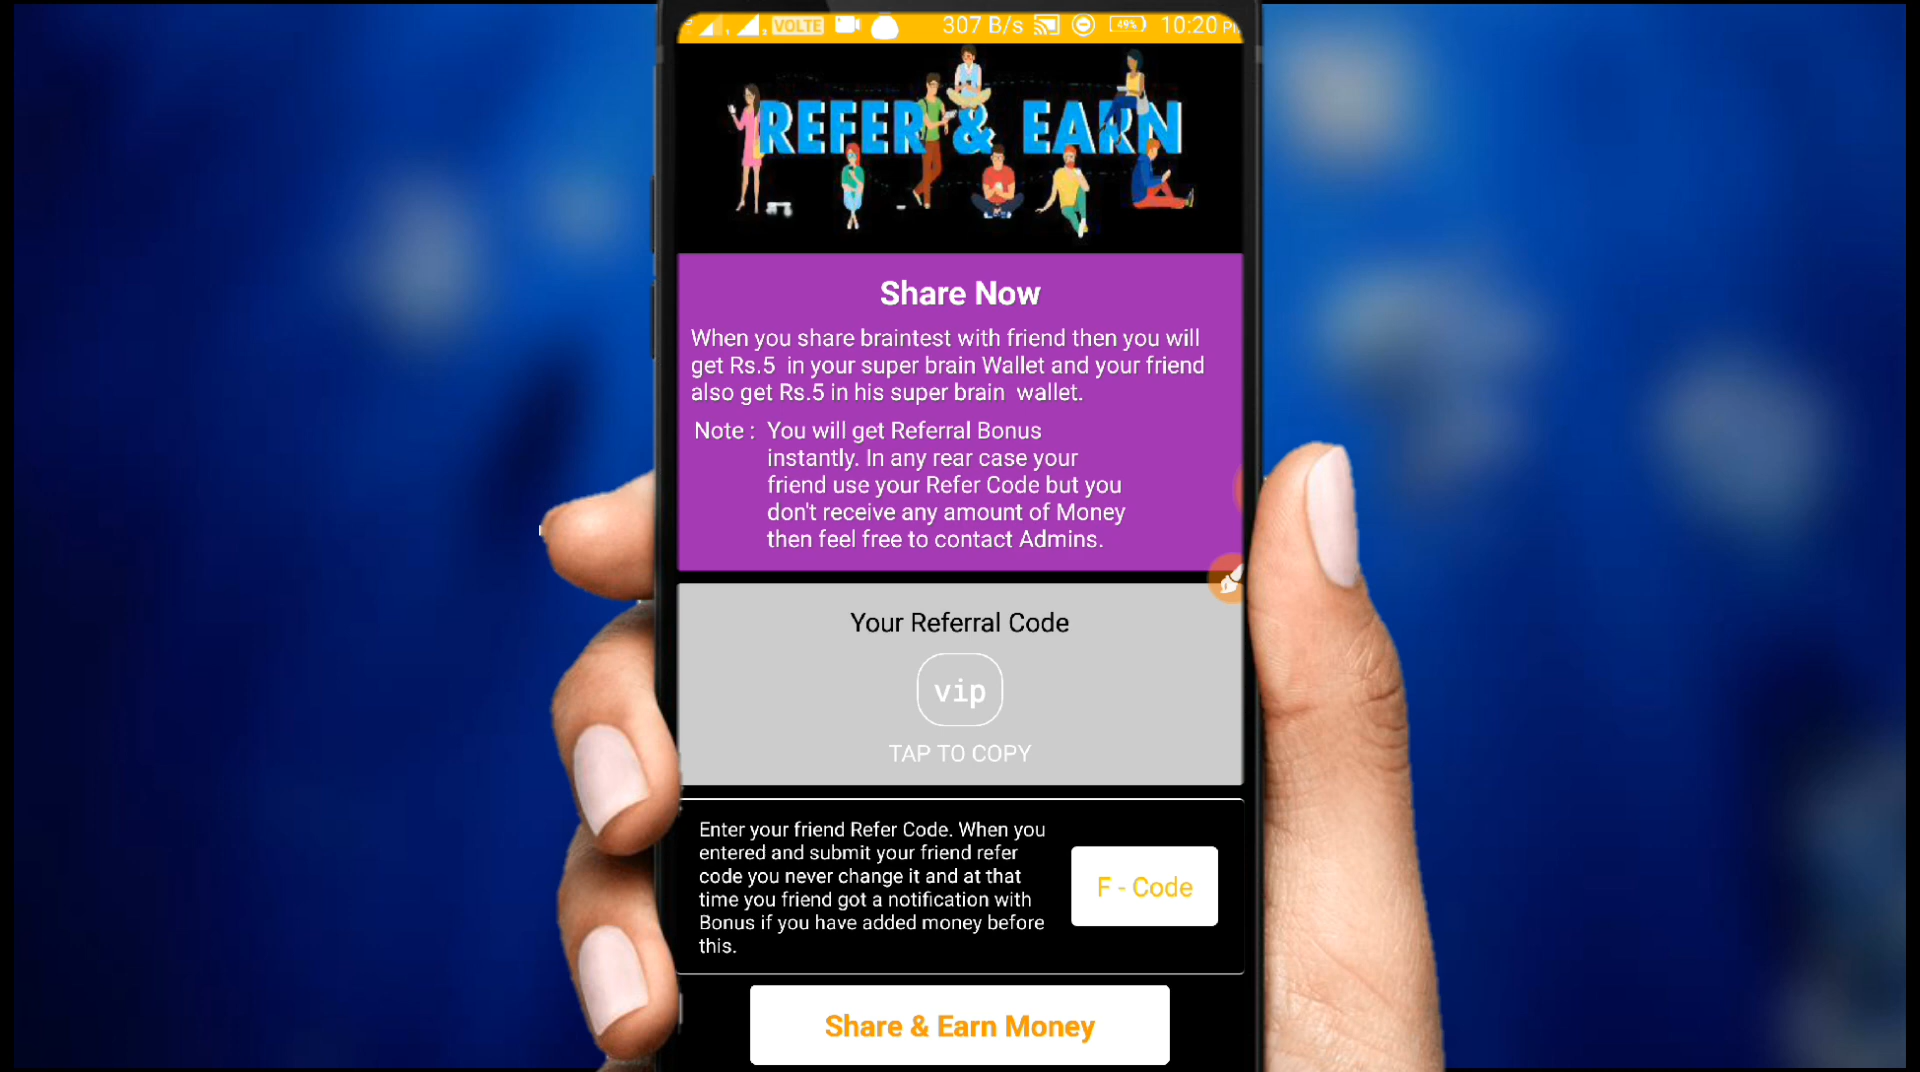 VOLTE 307 B/s 49% 10:20
REFER & EARN
Share Now
When you share braintest with friend then you will
get Rs.5 in your super brain Wallet and your friend
also get Rs.5 in his super brain wallet.
Note : You will get Referral Bonus
instantly. In any rear case your
friend use your Refer Code but you
don't receive any amount of Money
then feel free to contact Admins.
Your Referral Code
vip
TAP TO COPY
Enter your friend Refer Code. When you
entered and submit your friend refer
code you never change it and at that
time you friend got a notification with
Bonus if you have added money before
this.
F - Code
Share & Earn Money